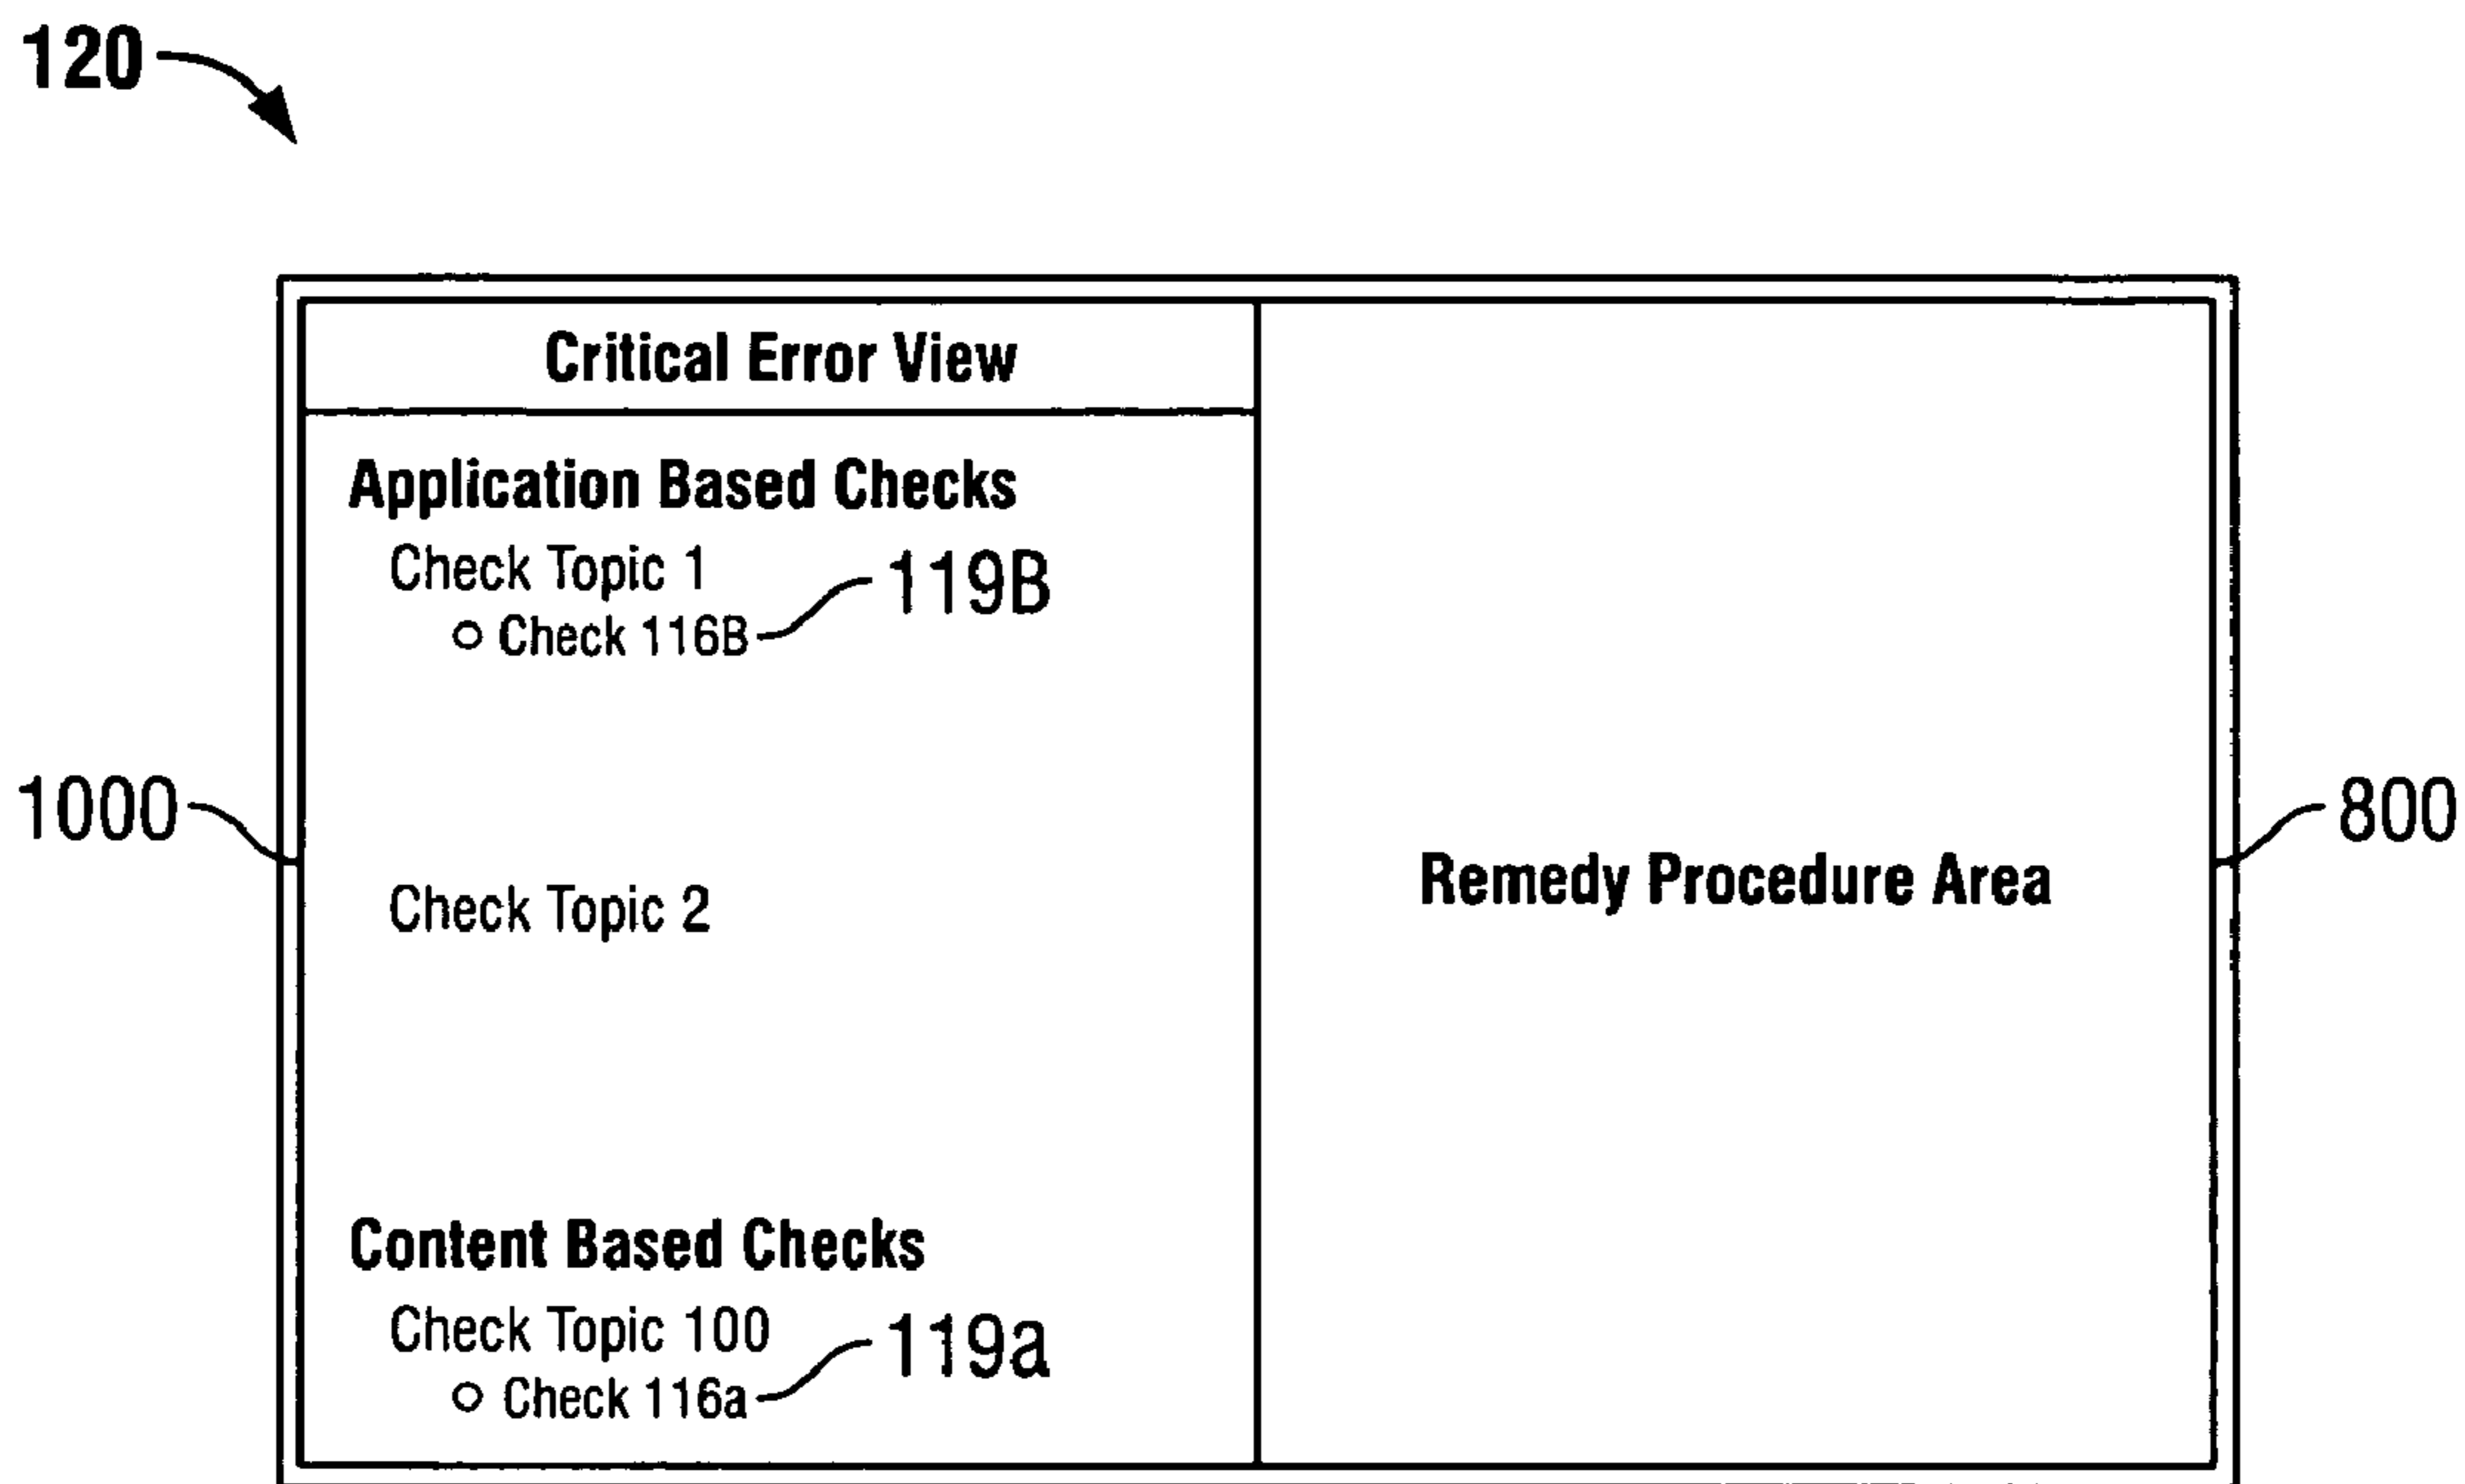 120
Critical Error View
Application Based Checks
Check Topic 1
119B
Check 116B
1000
800
Check Topic 2
Remedy Procedure Area
Content Based Checks
Check Topic 100
119a
Check 116a